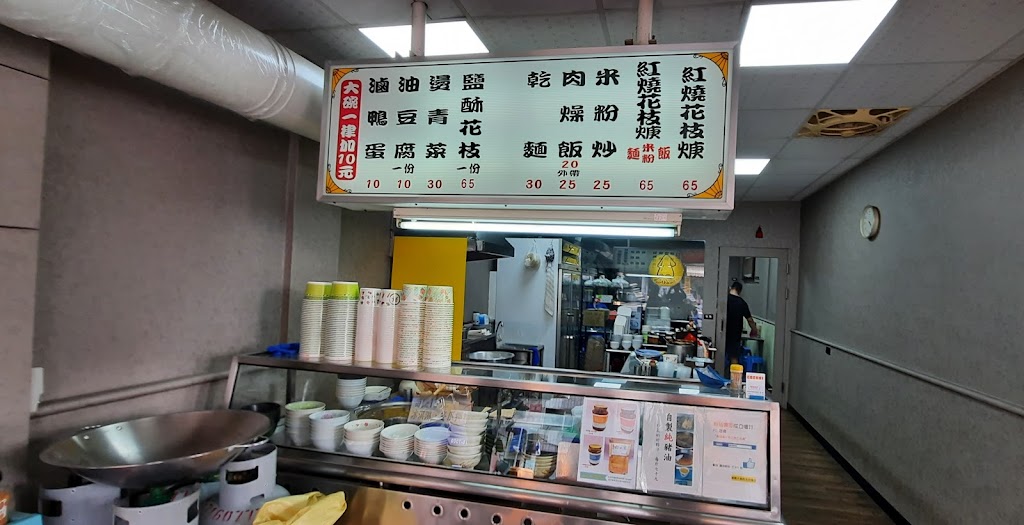 紅燒花枝焿
65
紅燒花枝焿
麵 米粉 飯
65
米粉炒
25
肉燥飯
20
外帶
25
乾麵
30
鹽酥花枝
一份
65
燙青菜
30
油豆腐
一份
10
滷鴨蛋
10
大碗一律加10元
自製純豬油